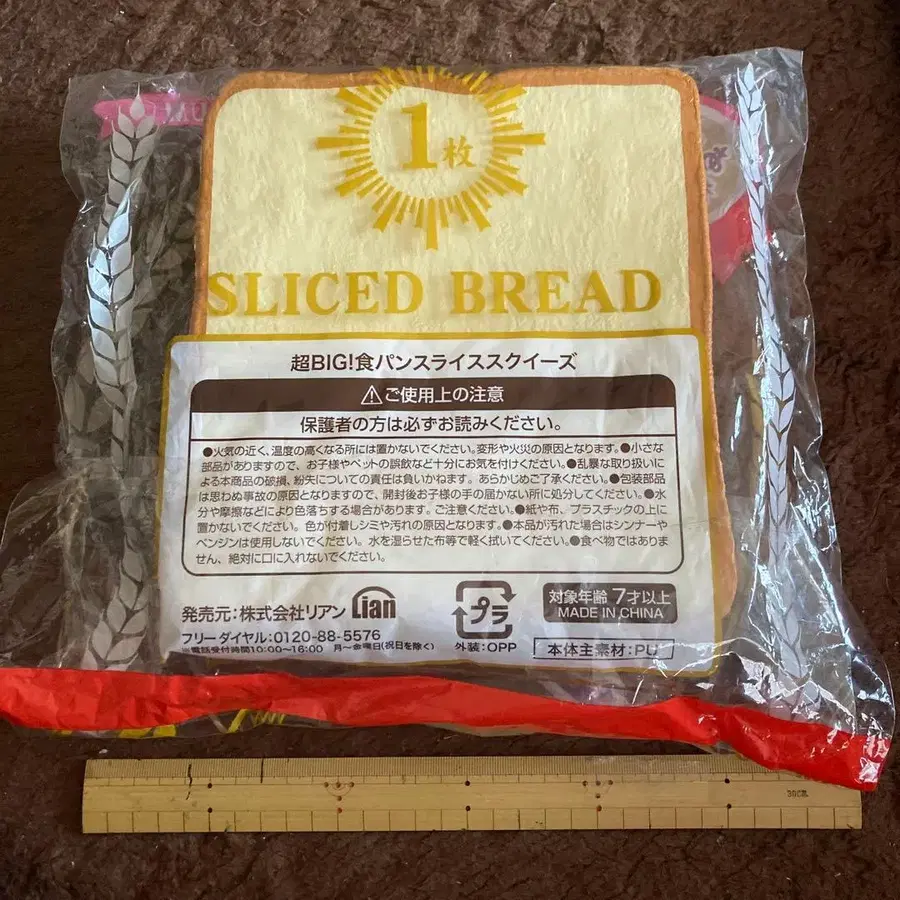 1枚
SLICED BREAD
超BIG!食パンスライススクイーズ
⚠ご使用上の注意
保護者の方は必ずお読みください。
●火気の近く、温度の高くなる所には置かないでください。変形や火災の原因となります。●小さな
部品がありますので、お子様やペットの誤飲など十分にお気を付けください。●乱暴な取り扱いに
よる本商品の破損、紛失についての責任は負いかねます。あらかじめご了承ください。●包装部品
は思わぬ事故の原因となりますので、開封後お子様の手の届かない所に処分してください。●水
分や摩擦などにより色落ちする場合があります。ご注意ください。●紙や布、プラスチックの上に
置かないでください。色が付着しシミや汚れの原因となります。●本品が汚れた場合はシンナーや
ベンジンは使用しないでください。水を湿らせた布等で軽く拭いてください。●食べ物ではありま
せん、絶対に口に入れないでください。
発売元:株式会社リアン Lian
フリーダイヤル:0120-88-5576
※電話受付時間10:00~16:00 月~金曜日(祝日を除く)
プラ
外装:OPP
対象年齢 7才以上
MADE IN CHINA
本体主素材:PU